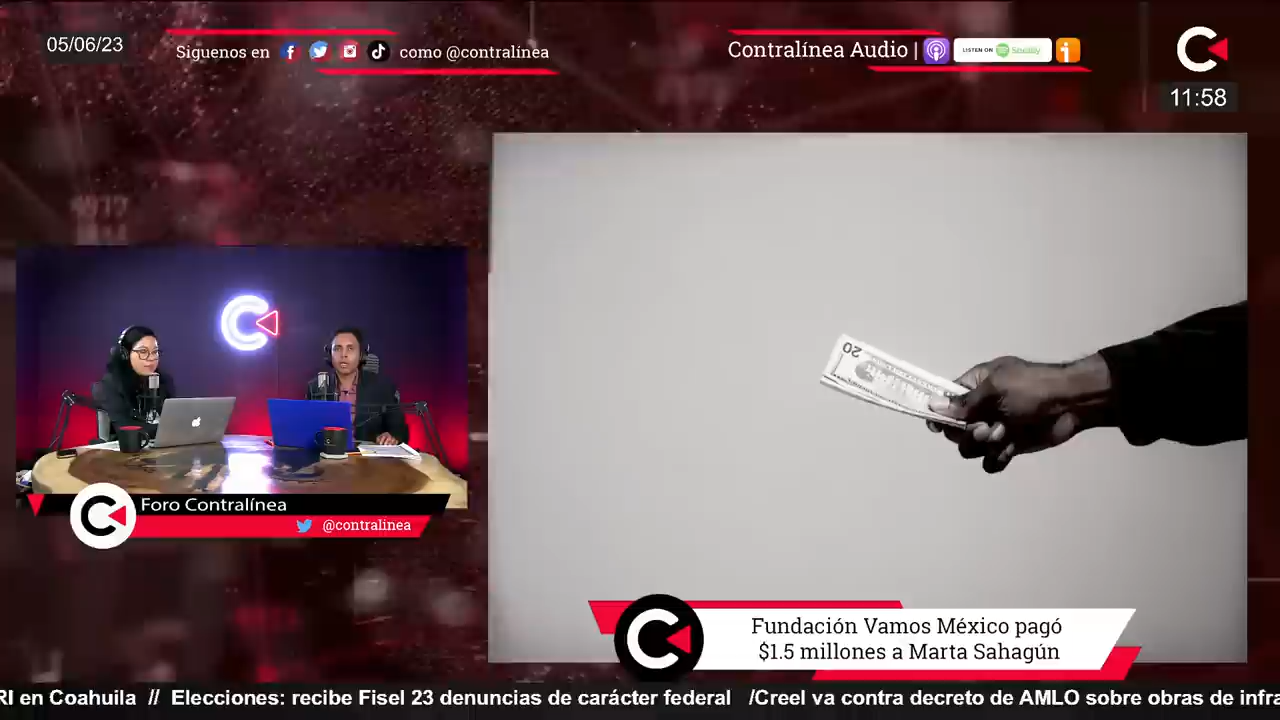 05/06/23
Siguenos en
como @contralínea
Contralínea Audio |
LISTEN ON Spotify
11:58
20
Foro Contralínea
@contralinea
Fundación Vamos México pagó
$1.5 millones a Marta Sahagún
RI en Coahuila // Elecciones: recibe Fisel 23 denuncias de carácter federal /Creel va contra decreto de AMLO sobre obras de infra